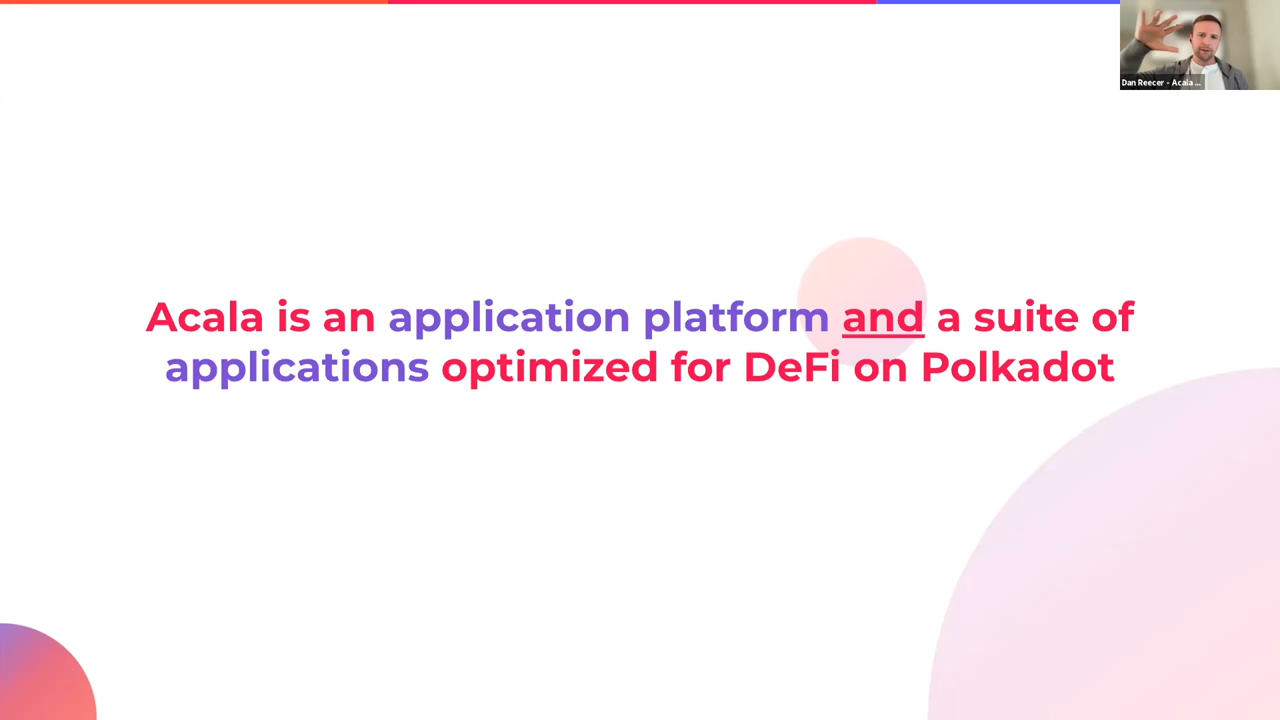 Dan Reecer - Acala ...
Acala is an application platform and a suite of
applications optimized for DeFi on Polkadot